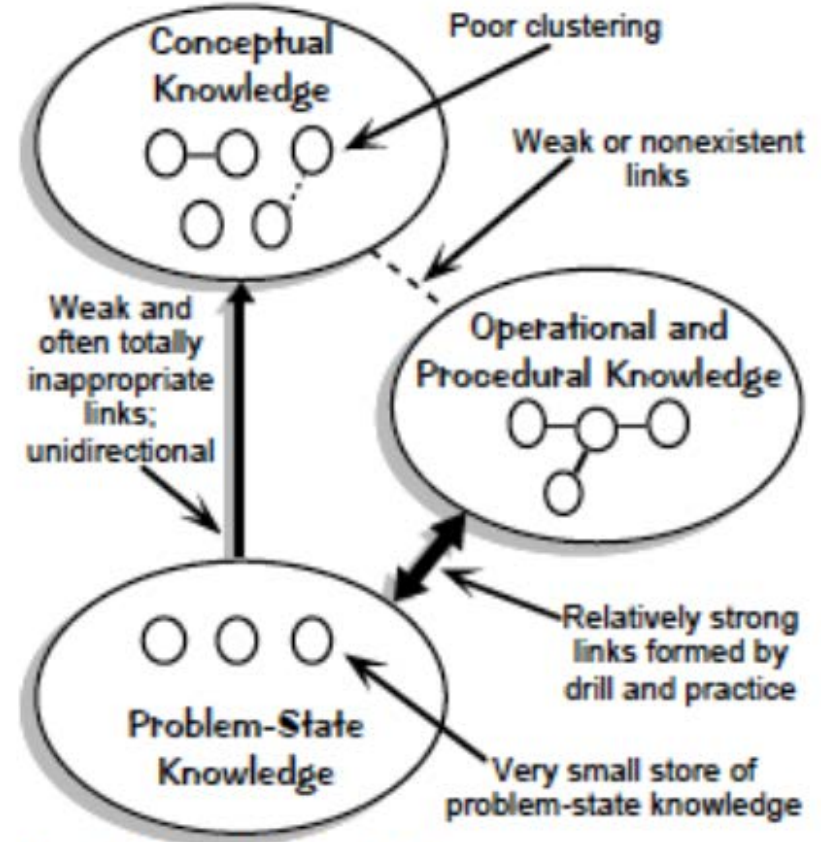 Conceptual
Knowledge
Poor clustering
Weak or nonexistent
links
Weak and
often totally
inappropriate
links;
unidirectional
Operational and
Procedural Knowledge
Relatively strong
links formed by
drill and practice
Problem-State
Knowledge
Very small store of
problem-state knowledge